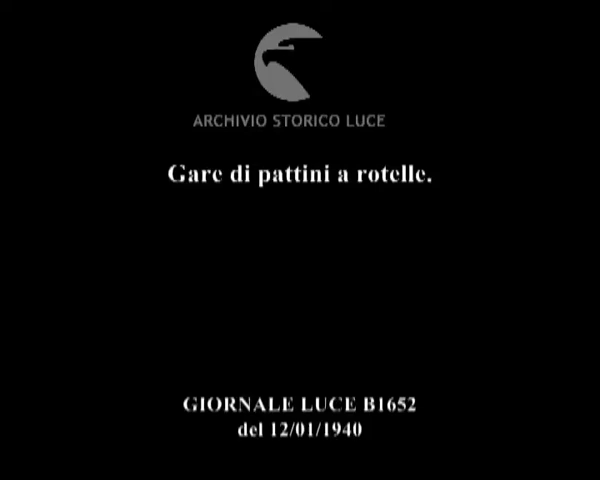 ARCHIVIO STORICO LUCE
Gare di pattini a rotelle.
GIORNALE LUCE B1652
del 12/01/1940